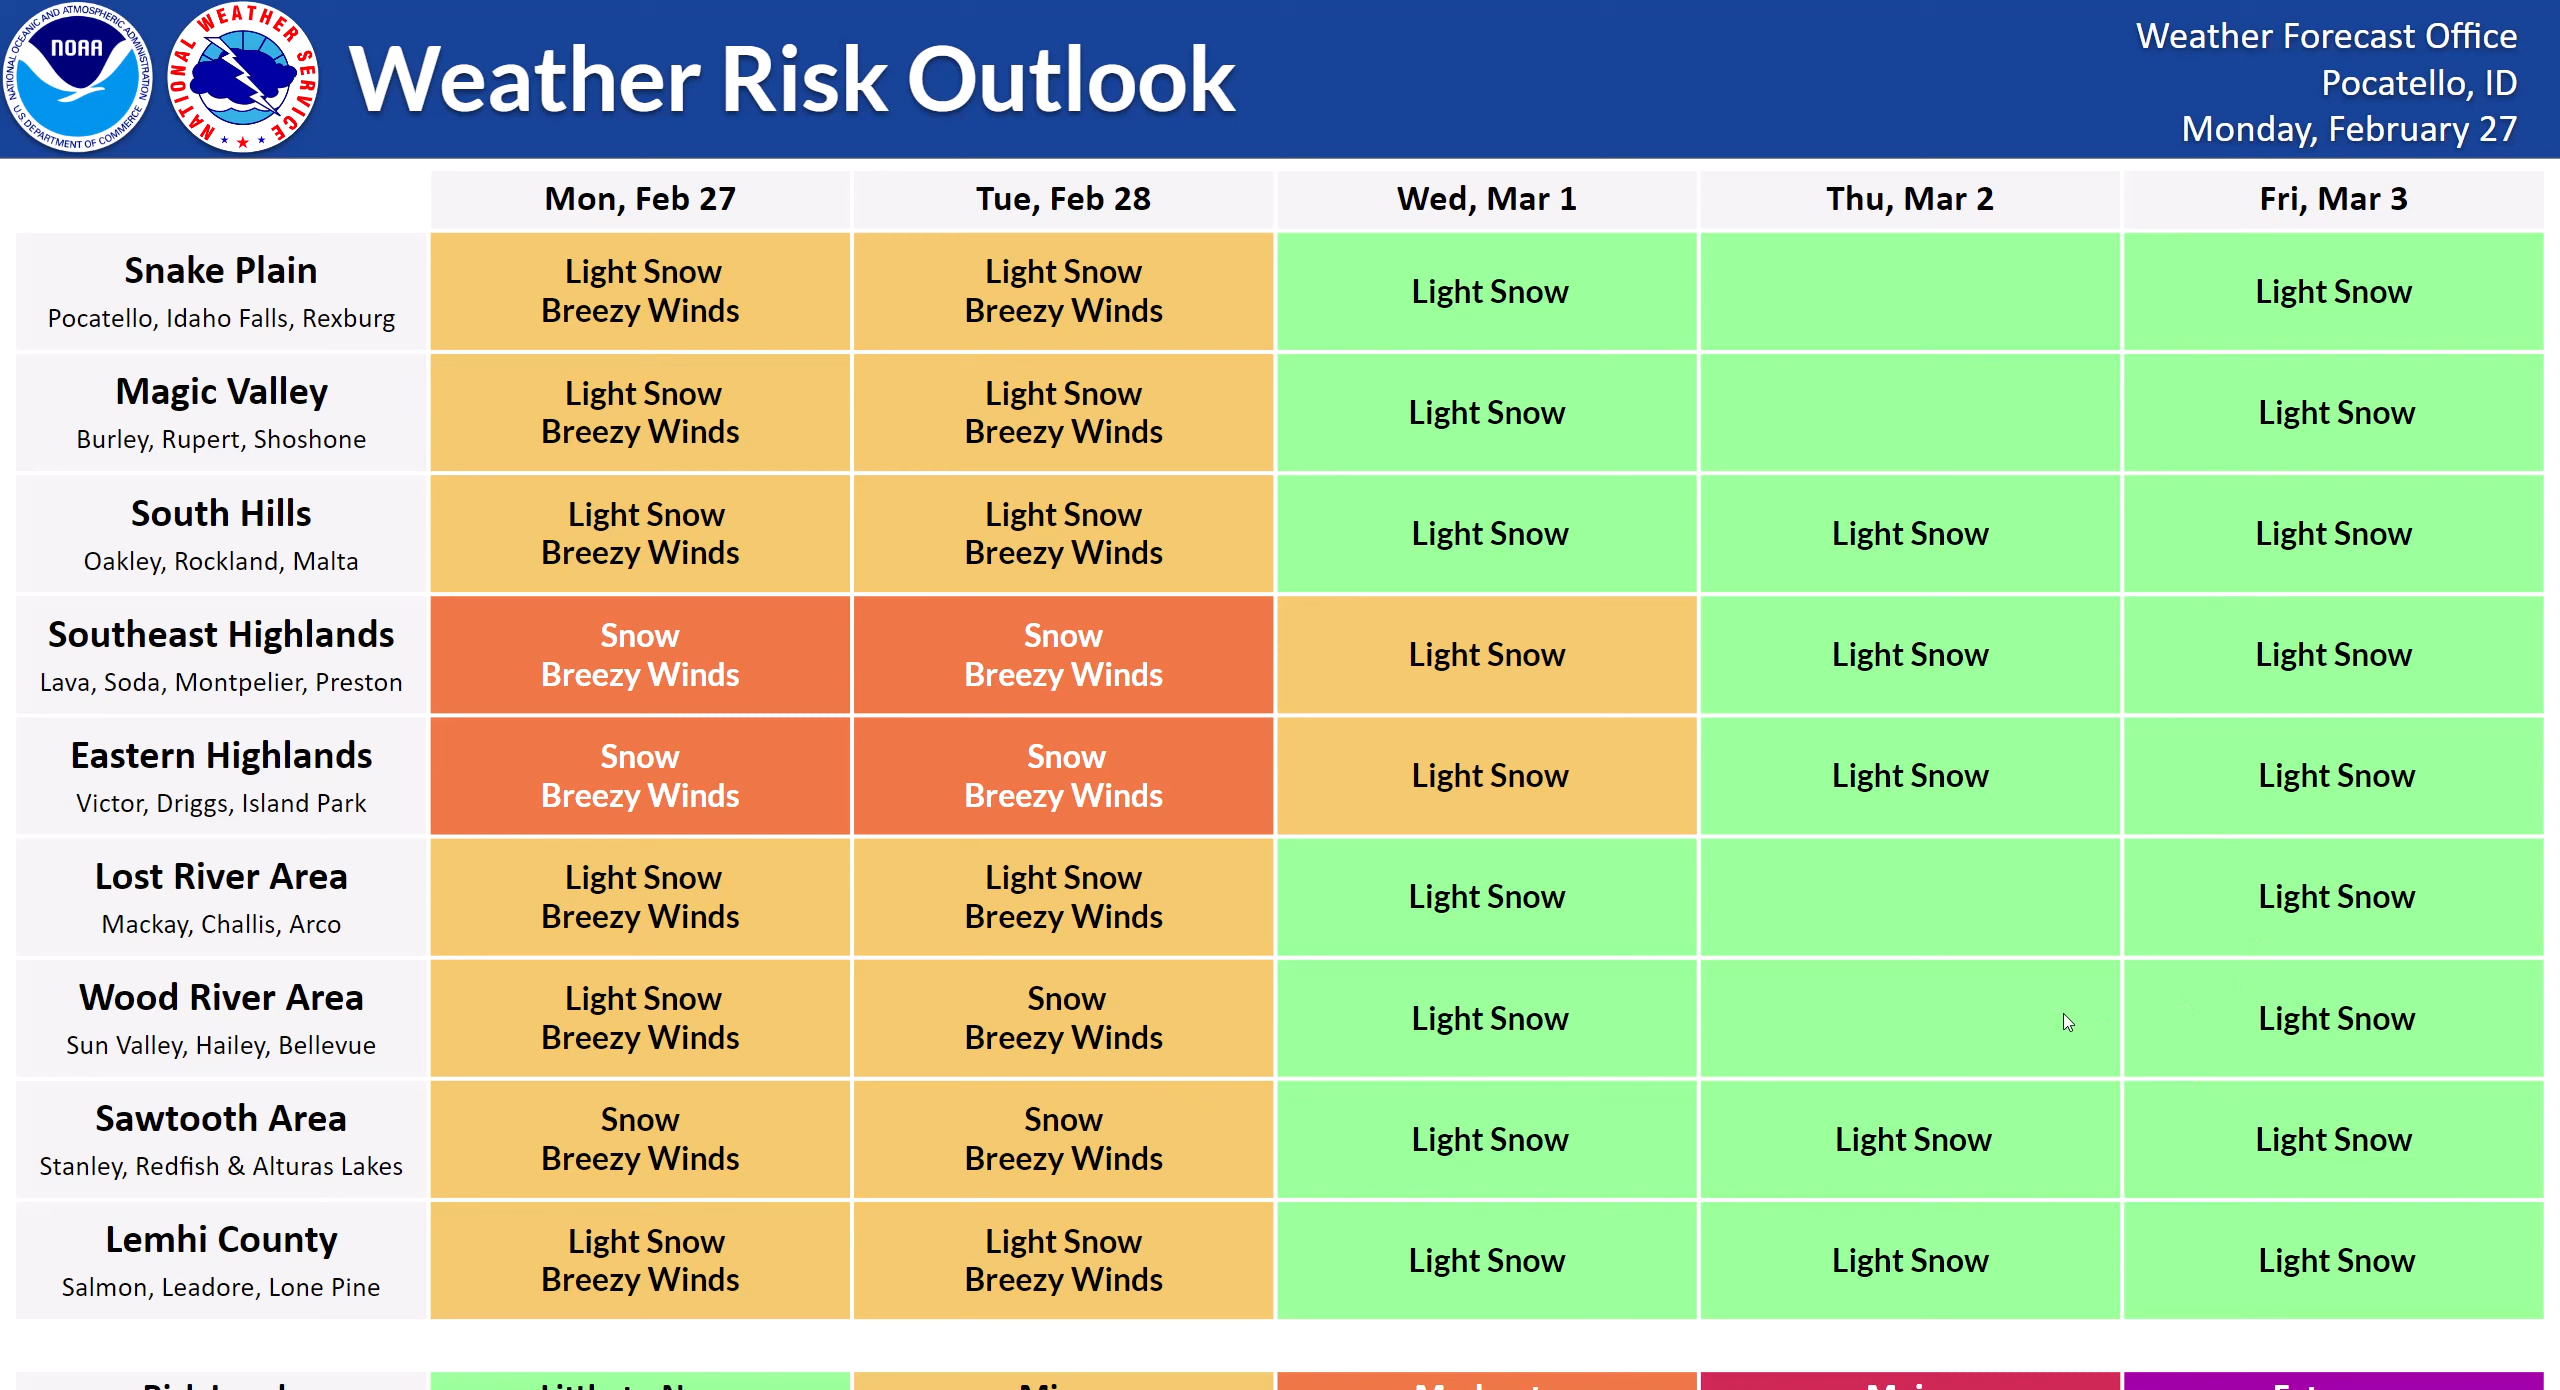 NATIONAL OCEANIC AND ATMOSPHERIC ADMINISTRATION
NOAA
U.S. DEPARTMENT OF COMMERCE
NATIONAL WEATHER SERVICE
Weather Risk Outlook
Weather Forecast Office
Pocatello, ID
Monday, February 27
Mon, Feb 27
Tue, Feb 28
Wed, Mar 1
Thu, Mar 2
Fri, Mar 3
Snake Plain
Pocatello, Idaho Falls, Rexburg
Light Snow
Breezy Winds
Light Snow
Breezy Winds
Light Snow
Light Snow
Magic Valley
Burley, Rupert, Shoshone
Light Snow
Breezy Winds
Light Snow
Breezy Winds
Light Snow
Light Snow
South Hills
Oakley, Rockland, Malta
Light Snow
Breezy Winds
Light Snow
Breezy Winds
Light Snow
Light Snow
Light Snow
Southeast Highlands
Lava, Soda, Montpelier, Preston
Snow
Breezy Winds
Snow
Breezy Winds
Light Snow
Light Snow
Light Snow
Eastern Highlands
Victor, Driggs, Island Park
Snow
Breezy Winds
Snow
Breezy Winds
Light Snow
Light Snow
Light Snow
Lost River Area
Mackay, Challis, Arco
Light Snow
Breezy Winds
Light Snow
Breezy Winds
Light Snow
Light Snow
Wood River Area
Sun Valley, Hailey, Bellevue
Light Snow
Breezy Winds
Snow
Breezy Winds
Light Snow
Light Snow
Sawtooth Area
Stanley, Redfish & Alturas Lakes
Snow
Breezy Winds
Snow
Breezy Winds
Light Snow
Light Snow
Light Snow
Lemhi County
Salmon, Leadore, Lone Pine
Light Snow
Breezy Winds
Light Snow
Breezy Winds
Light Snow
Light Snow
Light Snow